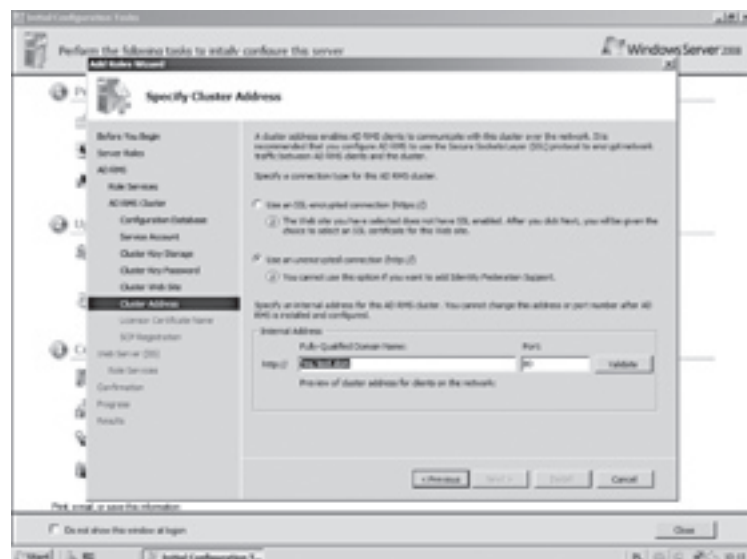 Initial Configuration Tasks
Perform the following tasks to initially configure this server
Windows Server 2008
Add Roles Wizard
Specify Cluster Address
Before You Begin
Server Roles
AD RMS
Role Services
AD RMS Cluster
Configuration Database
Service Account
Cluster Key Storage
Cluster Key Password
Cluster Web Site
Cluster Address
Licensor Certificate Name
SCP Registration
Web Server (IIS)
Role Services
Confirmation
Progress
Results
A cluster address enables AD RMS clients to communicate with this cluster over the network. It is
recommended that you configure AD RMS to use the Secure Sockets Layer (SSL) protocol to encrypt network
traffic between AD RMS clients and the cluster.
Specify a connection type for this AD RMS cluster.
Use an SSL-encrypted connection (https://)
The Web site you have selected does not have SSL enabled. After you click Next, you will be given the
choice to select an SSL certificate for this Web site.
Use an unencrypted connection (http://)
You cannot use this option if you want to add Identity Federation Support.
Specify an internal address for this AD RMS cluster. You cannot change this address or port number after AD
RMS is installed and configured.
Internal Address
Fully-Qualified Domain Name:
Port:
http://
80
Validate
Preview of cluster address for clients on the network:
< Previous
Next >
Install
Cancel
Print, e-mail, or save this information
Do not show this window at logon
Close
Start
Initial Configuration T...